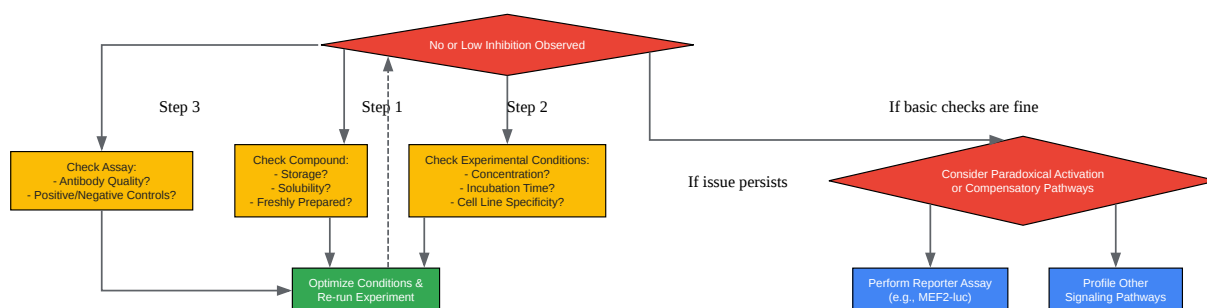 No or Low Inhibition Observed
Step 3
Step 1
Step 2
If basic checks are fine
Check Assay:
- Antibody Quality?
- Positive/Negative Controls?
Check Compound:
- Storage?
- Solubility?
- Freshly Prepared?
Check Experimental Conditions:
- Concentration?
- Incubation Time?
- Cell Line Specificity?
If issue persists
Consider Paradoxical Activation
or Compensatory Pathways
Optimize Conditions &
Re-run Experiment
Perform Reporter Assay
(e.g., MEF2-luc)
Profile Other
Signaling Pathways